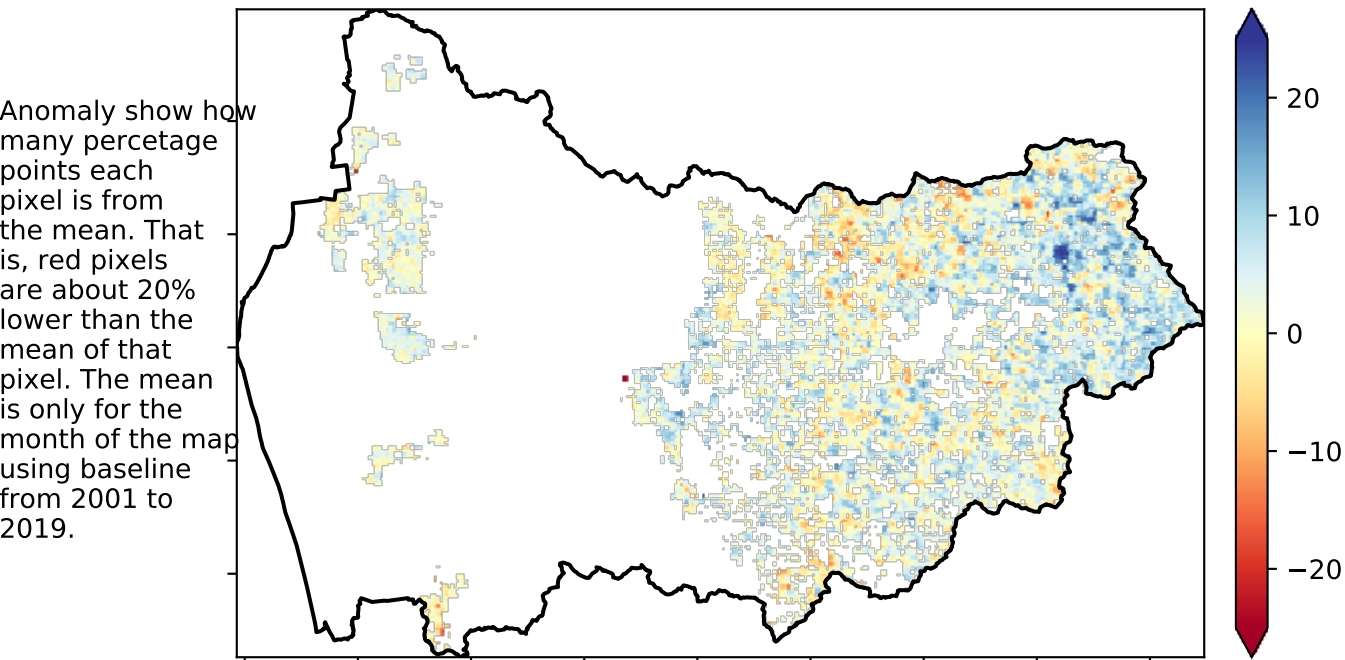 Anomaly show how
many percetage
points each
pixel is from
the mean. That
is, red pixels
are about 20%
lower than the
mean of that
pixel. The mean
is only for the
month of the map
using baseline
from 2001 to
2019.
20
10
0
−10
−20